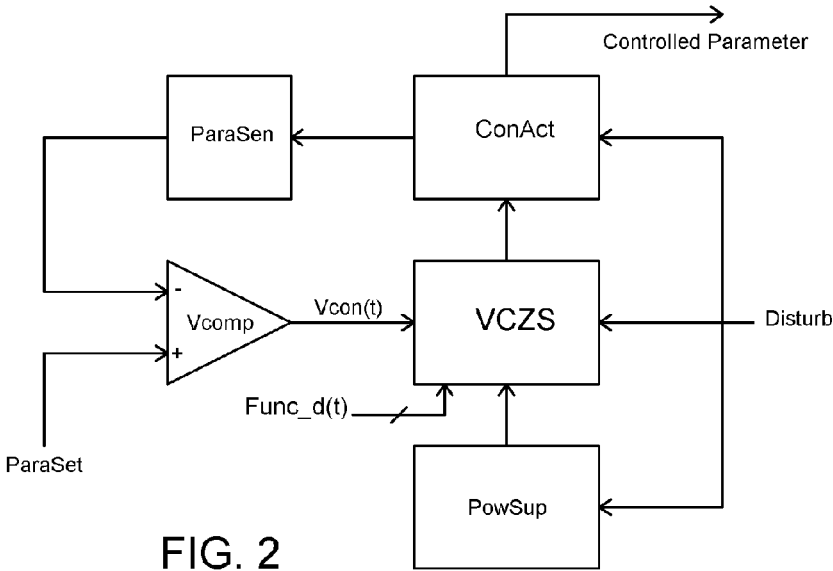 Controlled Parameter
ParaSen
ConAct
-
Vcomp
+
Vcon(t)
VCZS
Disturb
Func_d(t)
ParaSet
PowSup
FIG. 2